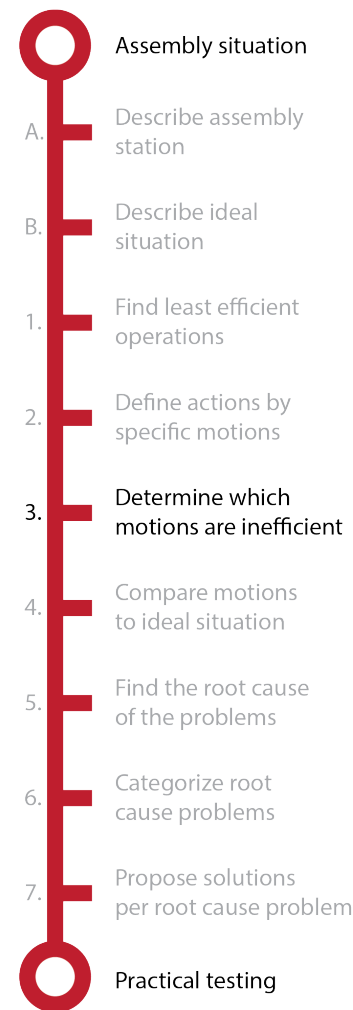 Assembly situation
A. Describe assembly
station
B. Describe ideal
situation
1. Find least efficient
operations
2. Define actions by
specific motions
3. Determine which
motions are inefficient
4. Compare motions
to ideal situation
5. Find the root cause
of the problems
6. Categorize root
cause problems
7. Propose solutions
per root cause problem
Practical testing